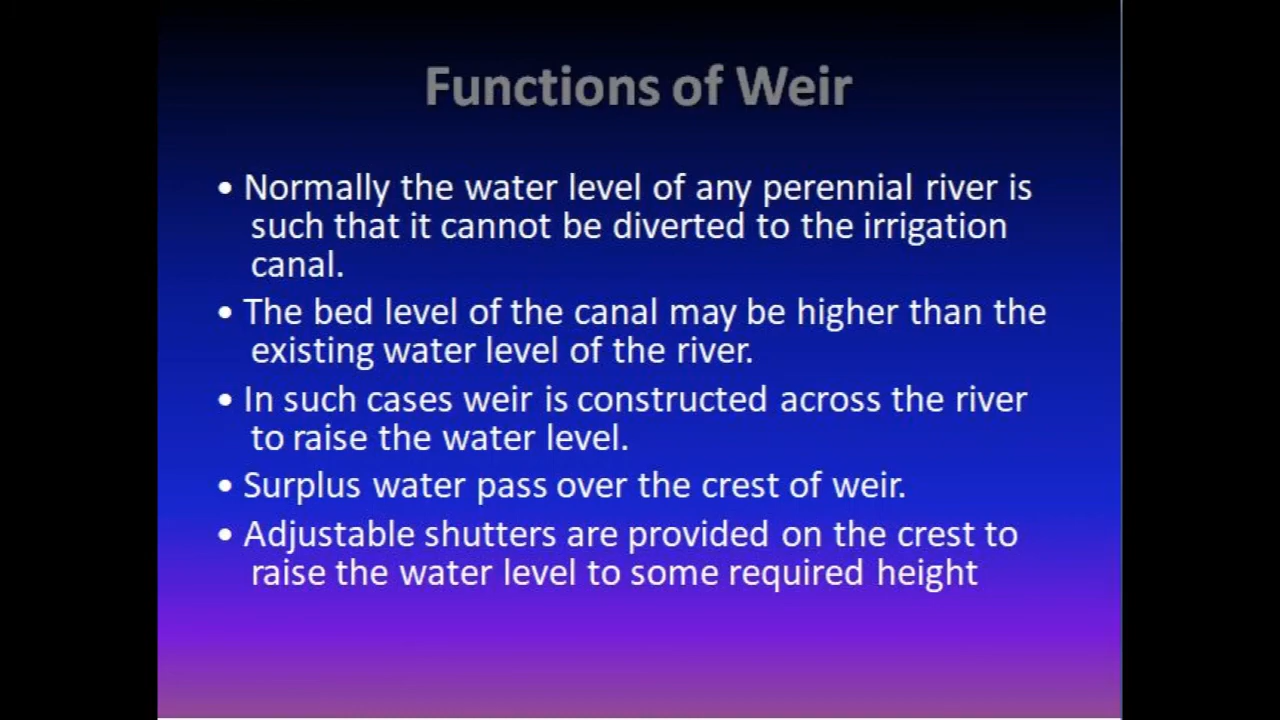 Functions of Weir
• Normally the water level of any perennial river is
such that it cannot be diverted to the irrigation
canal.
• The bed level of the canal may be higher than the
existing water level of the river.
• In such cases weir is constructed across the river
to raise the water level.
• Surplus water pass over the crest of weir.
• Adjustable shutters are provided on the crest to
raise the water level to some required height